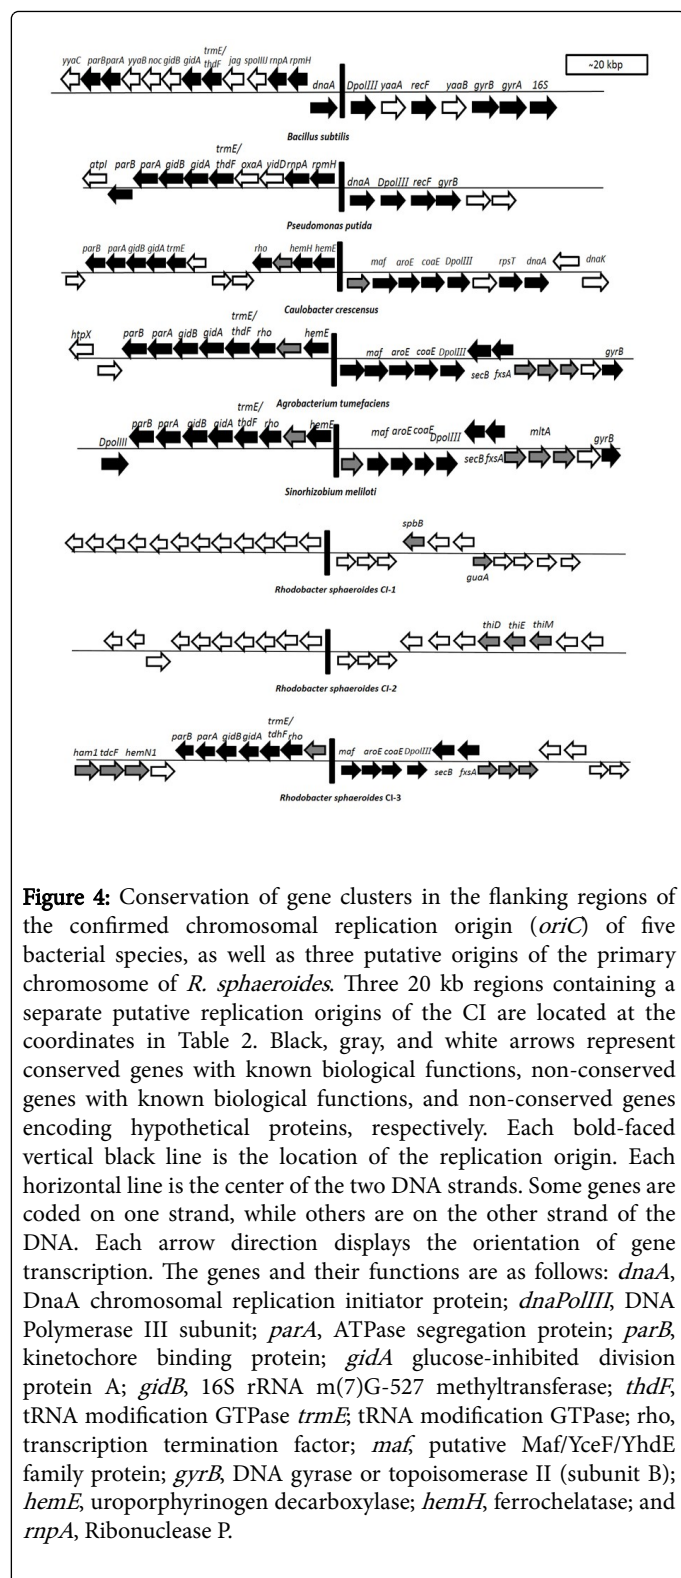 yyaC parBparA yyaB noc gidB gidA trmE/ thdF jag spoIIIJ rnpA rpmH
~20 kbp
dnaA DpolIII yaaA recF yaaB gyrB gyrA 16S
Bacillus subtilis
atpI parB parA gidB gidA trmE/ thdF oxaA yidD rnpA rpmH
dnaA DpolIII recF gyrB
Pseudomonas putida
parB parA gidB gidA trmE rho hemH hemE maf aroE coaE DpolIII rpsT dnaA dnaK
Caulobacter crescensus
htpX parB parA gidB gidA trmE/ thdF rho hemE maf aroE coaE DpolIII gyrB
secB fxsA
Agrobacterium tumefaciens
DpolIII parB parA gidB gidA trmE/ thdF rho hemE maf aroE coaE DpolIII mltA gyrB
secB fxsA
Sinorhizobium meliloti
spbB
guaA
Rhodobacter sphaeroides CI-1
thiD thiE thiM
Rhodobacter sphaeroides CI-2
ham1 tdcF hemN1 parB parA gidB gidA trmE/ tdhF rho maf aroE coaE DpolIII
secB fxsA
Rhodobacter sphaeroides CI-3
Figure 4: Conservation of gene clusters in the flanking regions of
the confirmed chromosomal replication origin (oriC) of five
bacterial species, as well as three putative origins of the primary
chromosome of R. sphaeroides. Three 20 kb regions containing a
separate putative replication origins of the CI are located at the
coordinates in Table 2. Black, gray, and white arrows represent
conserved genes with known biological functions, non-conserved
genes with known biological functions, and non-conserved genes
encoding hypothetical proteins, respectively. Each bold-faced
vertical black line is the location of the replication origin. Each
horizontal line is the center of the two DNA strands. Some genes are
coded on one strand, while others are on the other strand of the
DNA. Each arrow direction displays the orientation of gene
transcription. The genes and their functions are as follows: dnaA,
DnaA chromosomal replication initiator protein; dnaPolIII, DNA
Polymerase III subunit; parA, ATPase segregation protein; parB,
kinetochore binding protein; gidA glucose-inhibited division
protein A; gidB, 16S rRNA m(7)G-527 methyltransferase; thdF,
tRNA modification GTPase trmE; tRNA modification GTPase; rho,
transcription termination factor; maf, putative Maf/YceF/YhdE
family protein; gyrB, DNA gyrase or topoisomerase II (subunit B);
hemE, uroporphyrinogen decarboxylase; hemH, ferrochelatase; and
rnpA, Ribonuclease P.